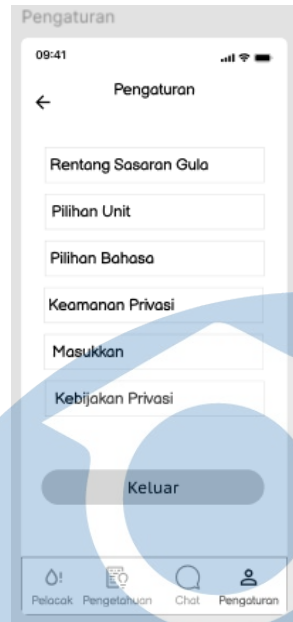 Pengaturan
09:41
Pengaturan
Rentang Sasaran Gula
Pilihan Unit
Pilihan Bahasa
Keamanan Privasi
Masukkan
Kebijakan Privasi
Keluar
Pelacak Pengetahuan Chat Pengaturan